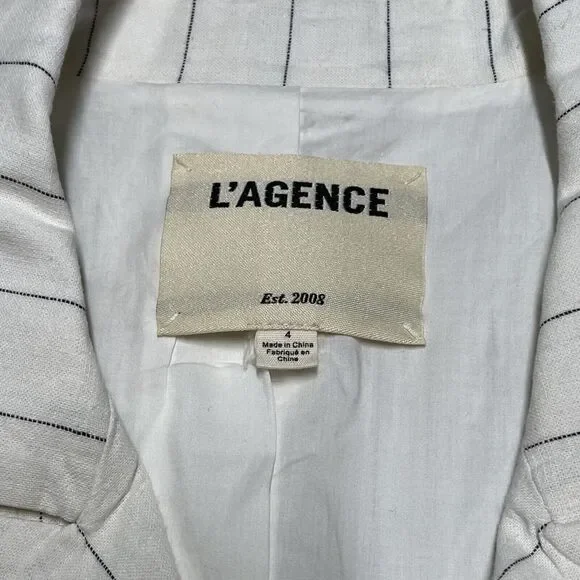 L'AGENCE
Est. 2008
4
Made in China
Fabriqué en
Chine